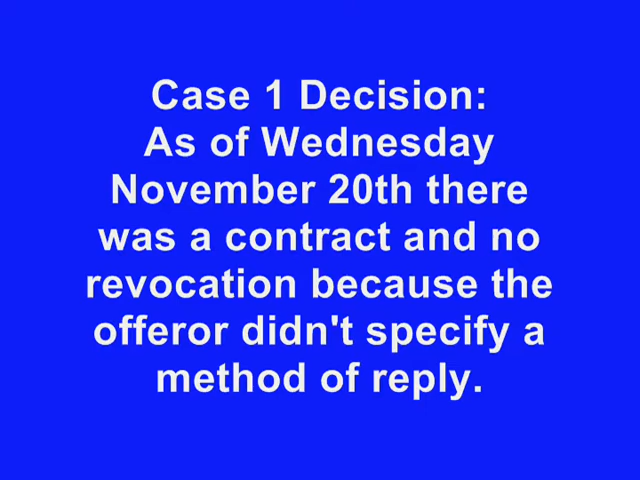 Case 1 Decision:
As of Wednesday
November 20th there
was a contract and no
revocation because the
offeror didn't specify a
method of reply.